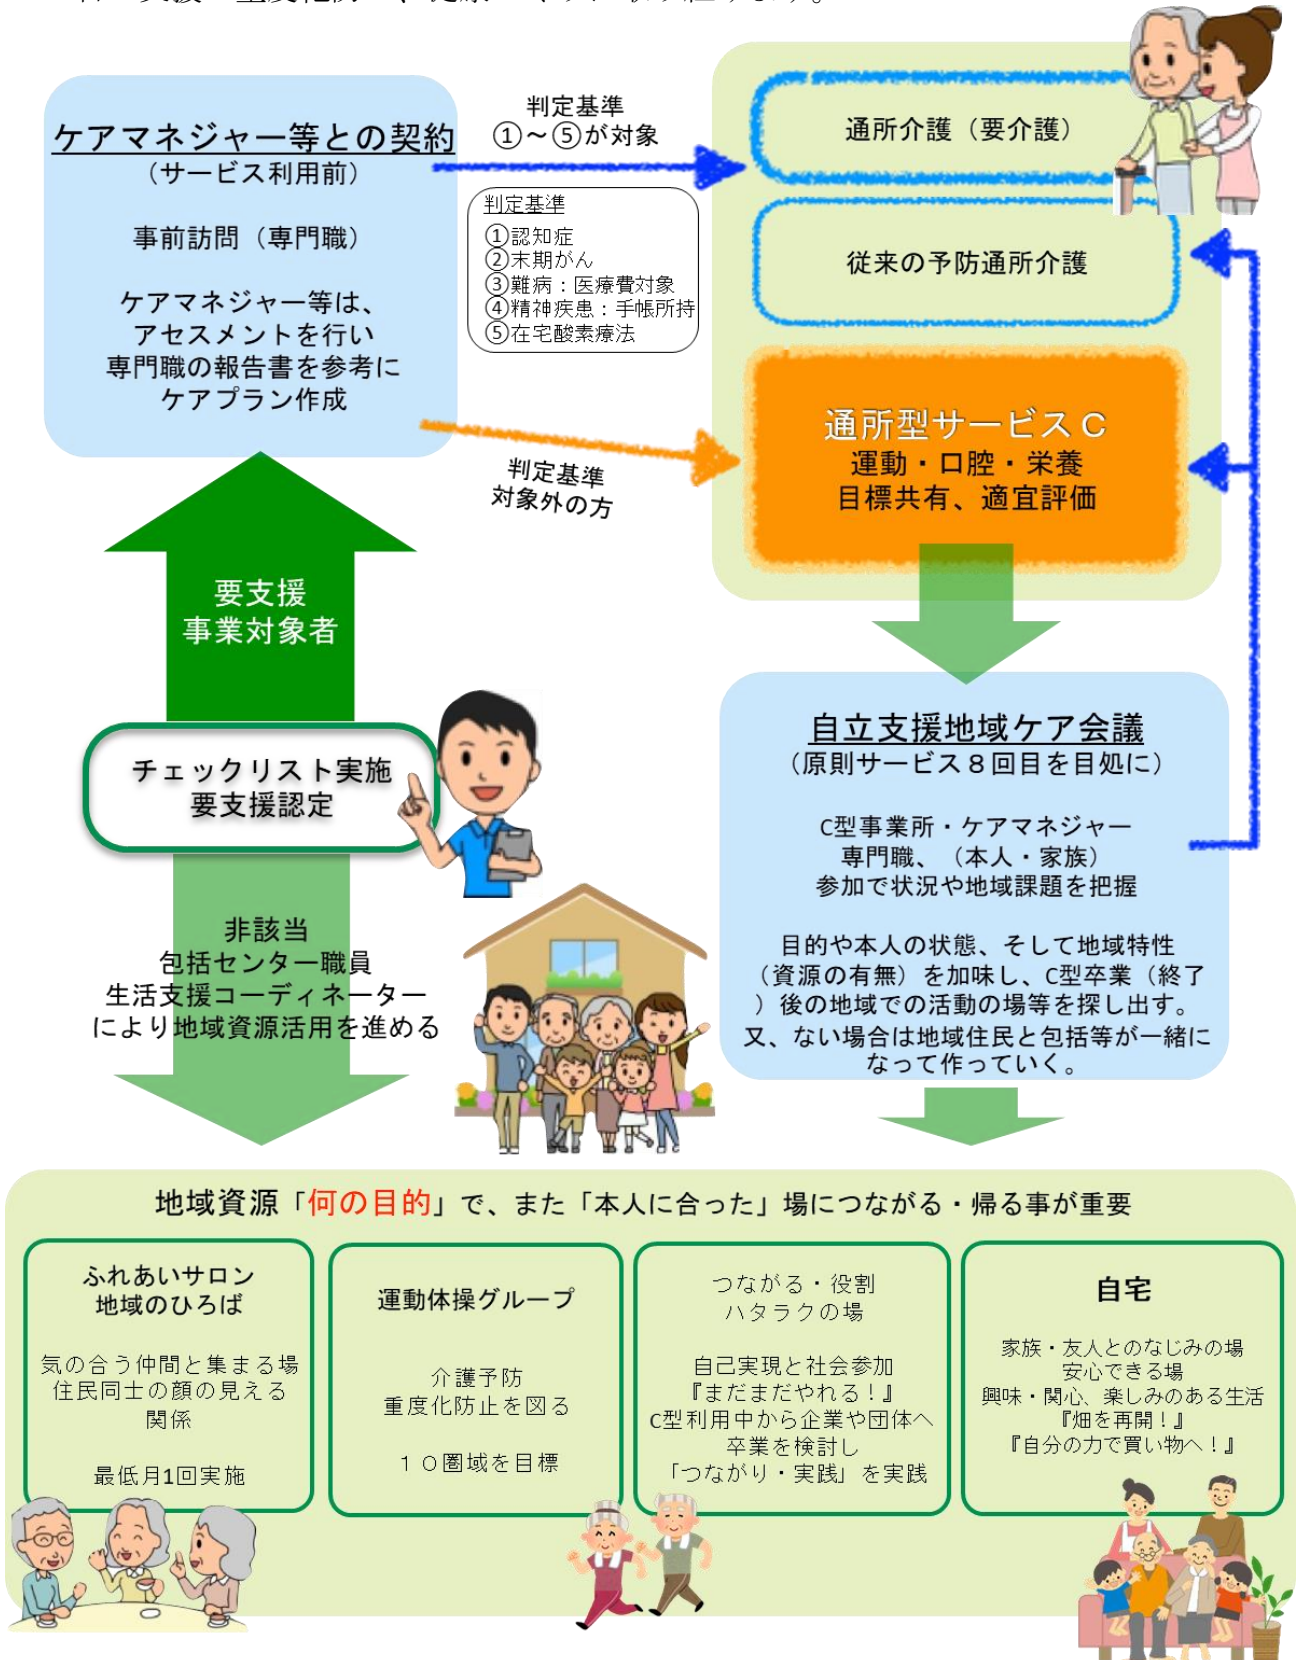 ケアマネジャー等との契約
（サービス利用前）
事前訪問（専門職）
ケアマネジャー等は、
アセスメントを行い
専門職の報告書を参考に
ケアプラン作成
判定基準
①～⑤が対象
判定基準
①認知症
②末期がん
③難病：医療費対象
④精神疾患：手帳所持
⑤在宅酸素療法
判定基準
対象外の方
通所介護（要介護）
従来の予防通所介護
通所型サービスＣ
運動・口腔・栄養
目標共有、適宜評価
要支援
事業対象者
チェックリスト実施
要支援認定
非該当
包括センター職員
生活支援コーディネーター
により地域資源活用を進める
自立支援地域ケア会議
（原則サービス８回目を目処に）
C型事業所・ケアマネジャー
専門職、（本人・家族）
参加で状況や地域課題を把握
目的や本人の状態、そして地域特性
（資源の有無）を加味し、C型卒業（終了
）後の地域での活動の場等を探し出す。
又、ない場合は地域住民と包括等が一緒に
なって作っていく。
地域資源「何の目的」で、また「本人に合った」場につながる・帰る事が重要
ふれあいサロン
地域のひろば
気の合う仲間と集まる場
住民同士の顔の見える
関係
最低月1回実施
運動体操グループ
介護予防
重度化防止を図る
１０圏域を目標
つながる・役割
ハタラクの場
自己実現と社会参加
『まだまだやれる！』
C型利用中から企業や団体へ
卒業を検討し
「つながり・実践」を実践
自宅
家族・友人とのなじみの場
安心できる場
興味・関心、楽しみのある生活
『畑を再開！』
『自分の力で買い物へ！』